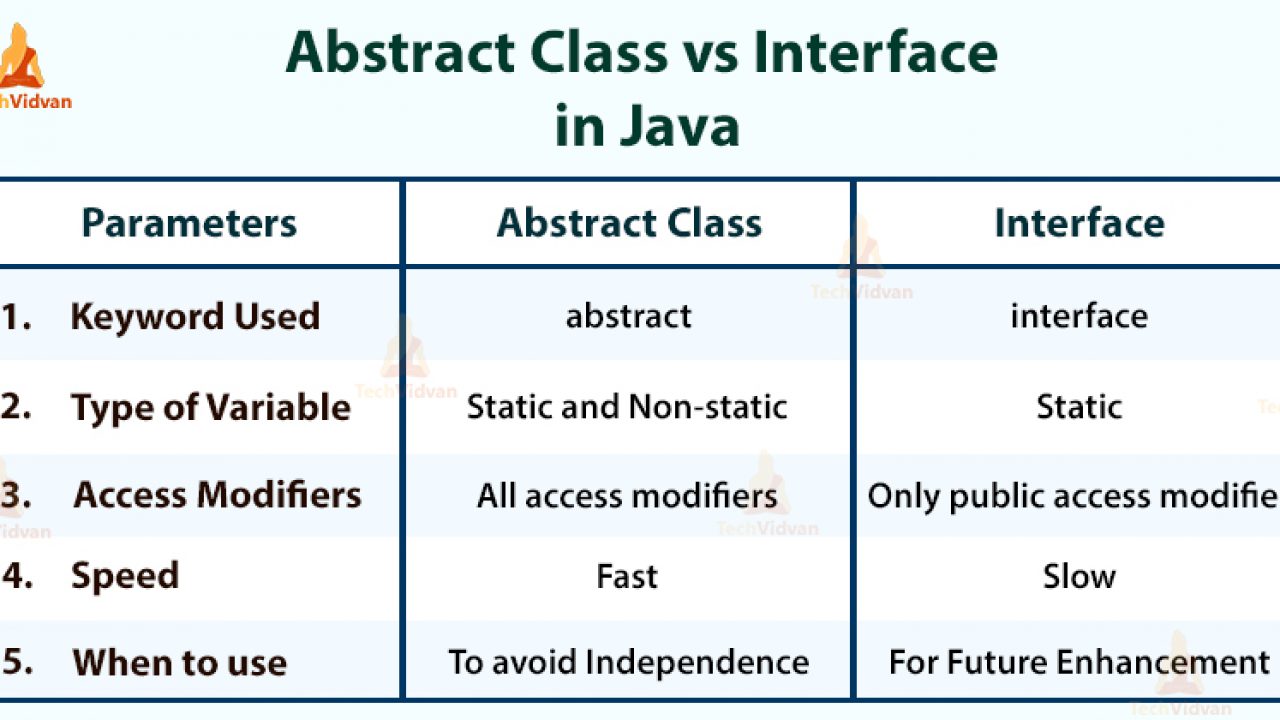 Abstract Class vs Interface
in Java
hVidvan
Parameters Abstract Class Interface
TechVidvan
1. Keyword Used abstract interface
TechVidvan
2. Type of Variable Static and Non-static Static
Te
3. Access Modifiers All access modifiers Only public access modifie
idvan
TechVidvan
4. Speed Fast Slow
5. When to use To avoid Independence For Future Enhancement
TechVidvan